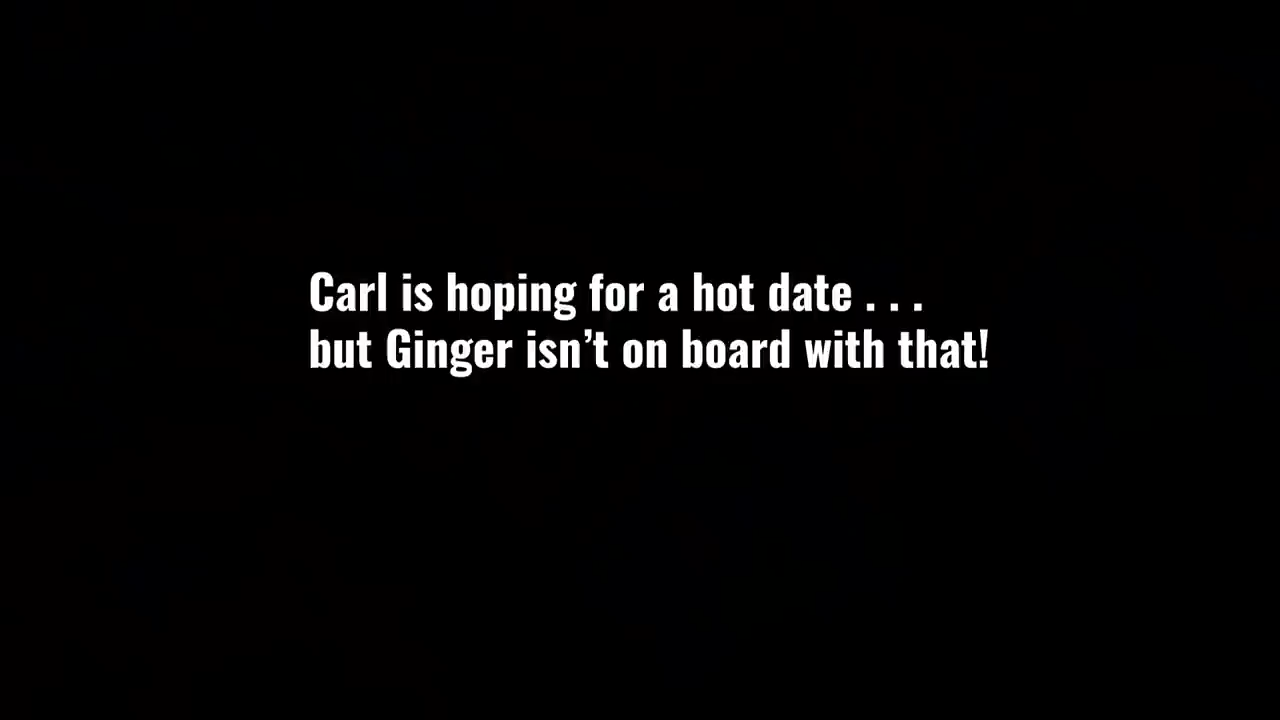 Carl is hoping for a hot date . . .
but Ginger isn’t on board with that!